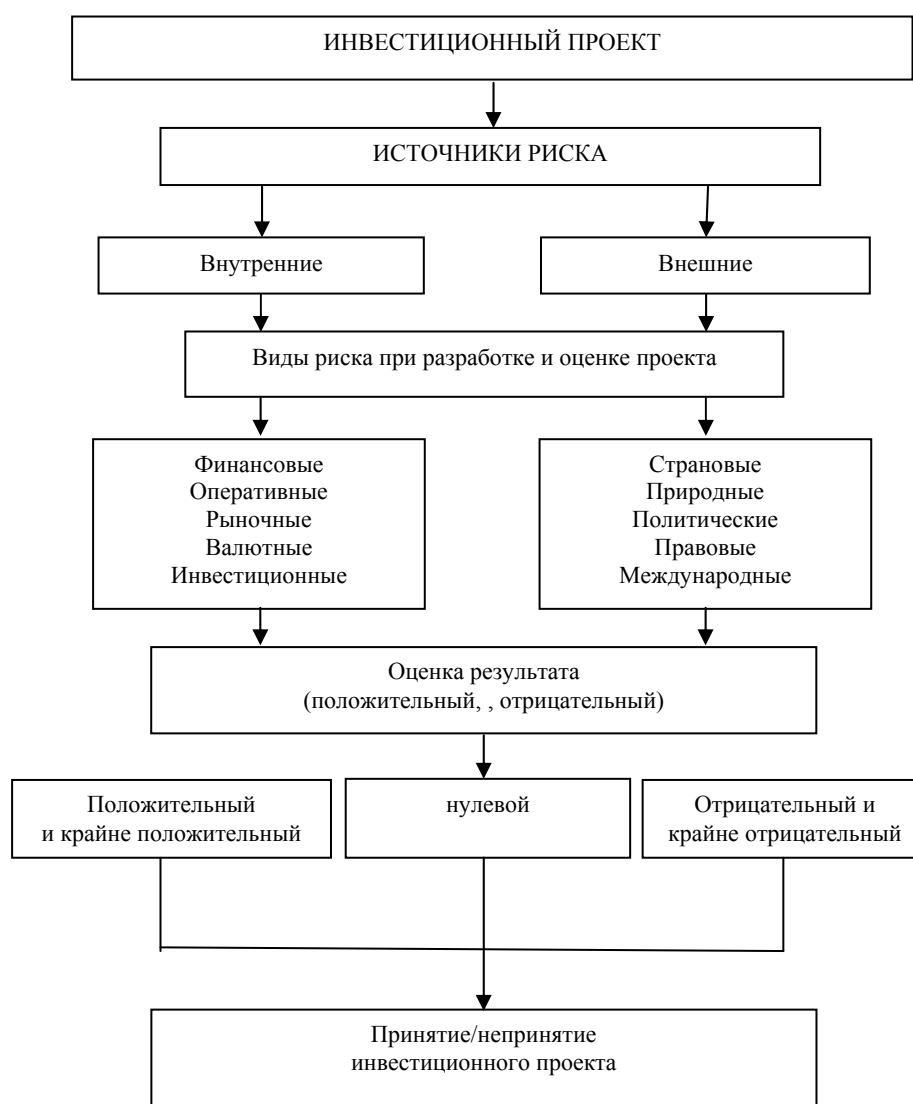 ИНВЕСТИЦИОННЫЙ ПРОЕКТ
ИСТОЧНИКИ РИСКА
Внутренние
Внешние
Виды риска при разработке и оценке проекта
Финансовые
Оперативные
Рыночные
Валютные
Инвестиционные
Страновые
Природные
Политические
Правовые
Международные
Оценка результата
(положительный, , отрицательный)
Положительный
и крайне положительный
нулевой
Отрицательный и
крайне отрицательный
Принятие/непринятие
инвестиционного проекта